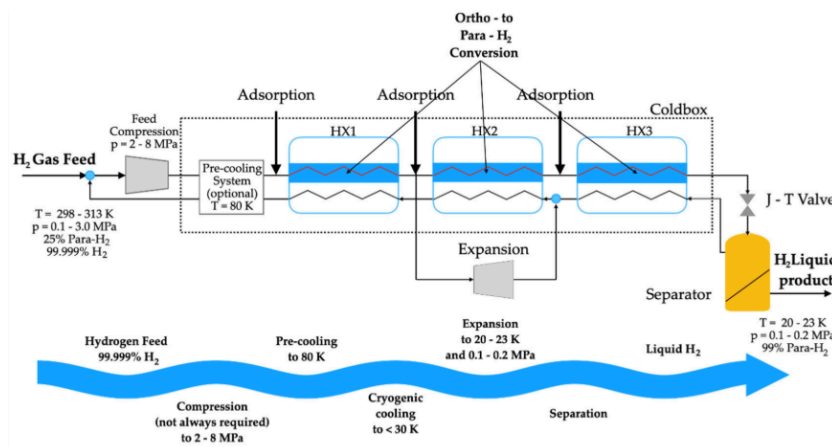 Ortho - to
Para - H2
Conversion
Adsorption
Adsorption
Adsorption
Coldbox
Feed
Compression
p = 2 - 8 MPa
HX1
HX2
HX3
H2 Gas Feed
Pre-cooling
System
(optional)
T = 80 K
J - T Valve
T = 298 - 313 K
p = 0.1 - 3.0 MPa
25% Para-H2
99.999% H2
Expansion
Separator
H2Liquid
product
T = 20 - 23 K
p = 0.1 - 0.2 MPa
99% Para-H2
Hydrogen Feed
99.999% H2
Pre-cooling
to 80 K
Expansion
to 20 - 23 K
and 0.1 - 0.2 MPa
Liquid H2
Compression
(not always required)
to 2 - 8 MPa
Cryogenic
cooling
to < 30 K
Separation